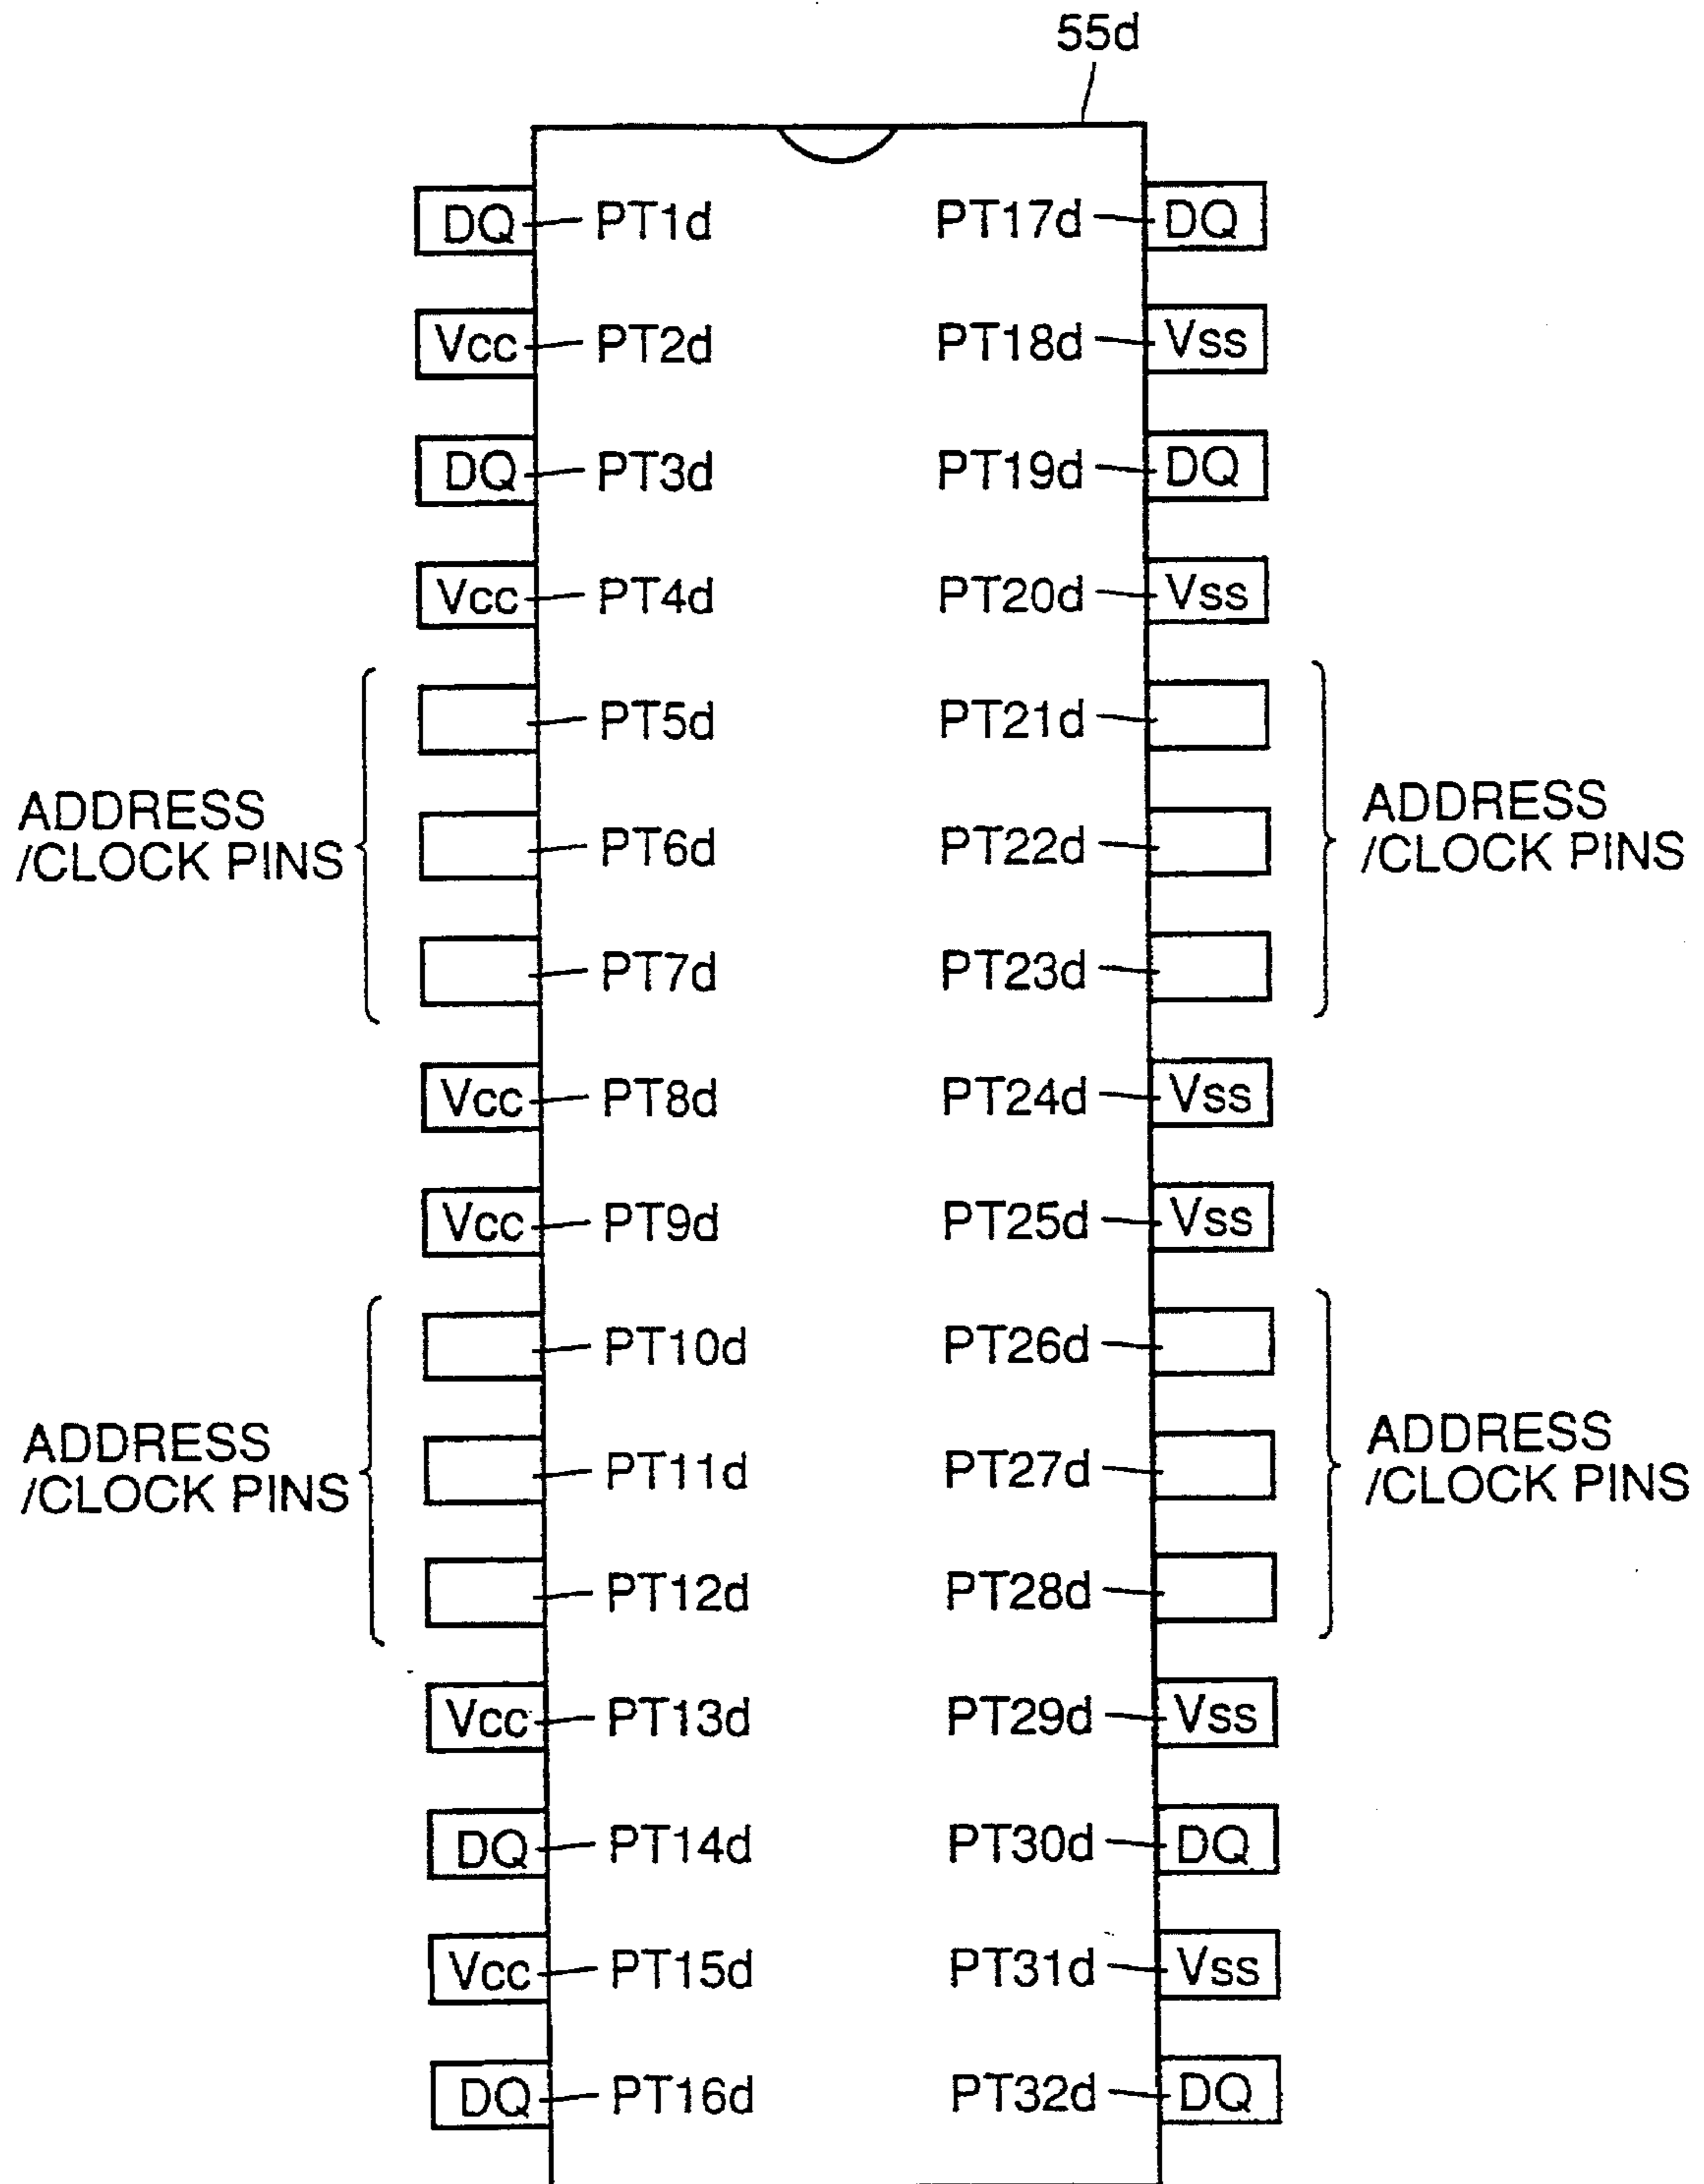 55d
DQ PT1d PT17d DQ
Vcc PT2d PT18d Vss
DQ PT3d PT19d DQ
Vcc PT4d PT20d Vss
PT5d PT21d
ADDRESS
/CLOCK PINS
PT6d PT22d
ADDRESS
/CLOCK PINS
PT7d PT23d
Vcc PT8d PT24d Vss
Vcc PT9d PT25d Vss
PT10d PT26d
ADDRESS
/CLOCK PINS
PT11d PT27d
ADDRESS
/CLOCK PINS
PT12d PT28d
Vcc PT13d PT29d Vss
DQ PT14d PT30d DQ
Vcc PT15d PT31d Vss
DQ PT16d PT32d DQ